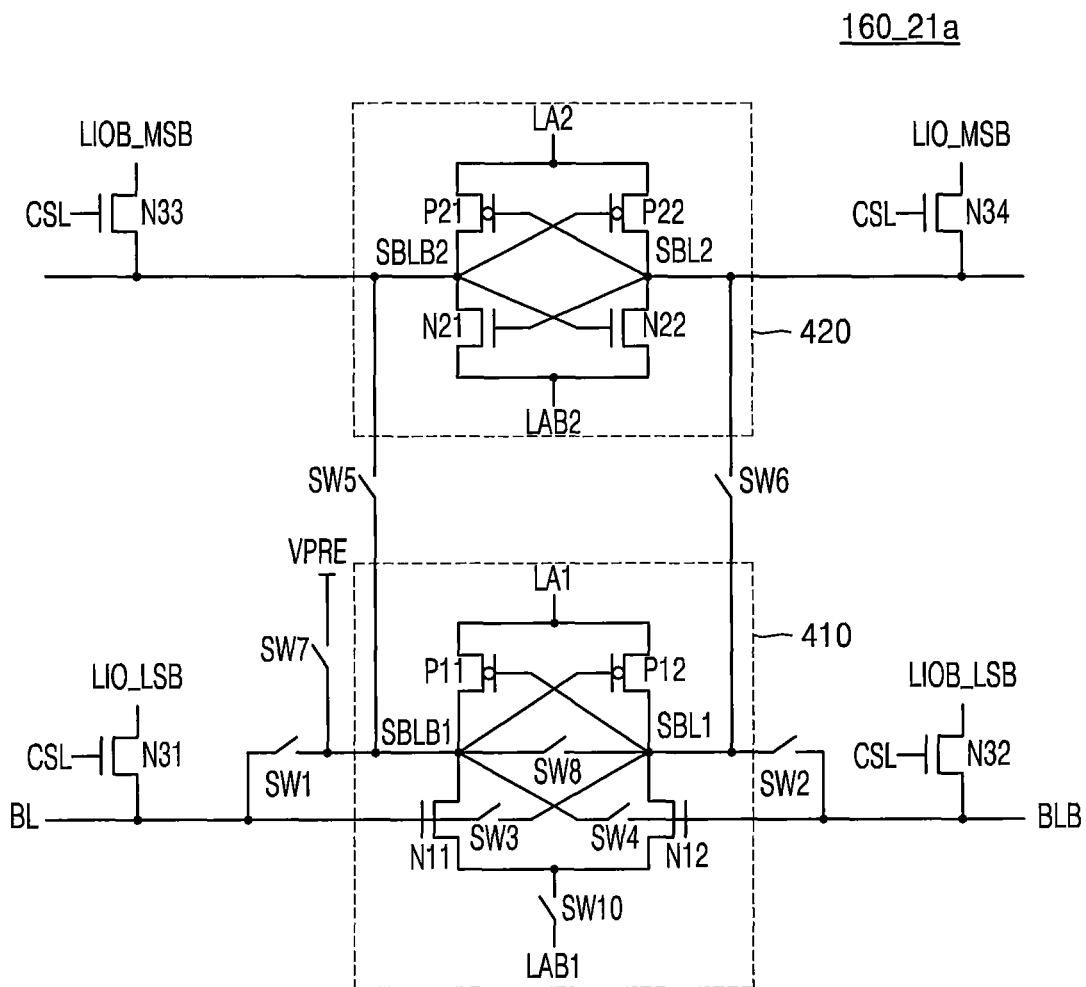 160_21a
LIOB_MSB
LA2
LIO_MSB
CSL
N33
P21
P22
CSL
N34
SBLB2
SBL2
N21
N22
420
LAB2
SW5
SW6
VPRE
LA1
410
SW7
P11
P12
LIO_LSB
LIOB_LSB
SBLB1
SBL1
CSL
N31
SW1
SW8
SW2
CSL
N32
BL
SW3
SW4
BLB
N11
N12
SW10
LAB1